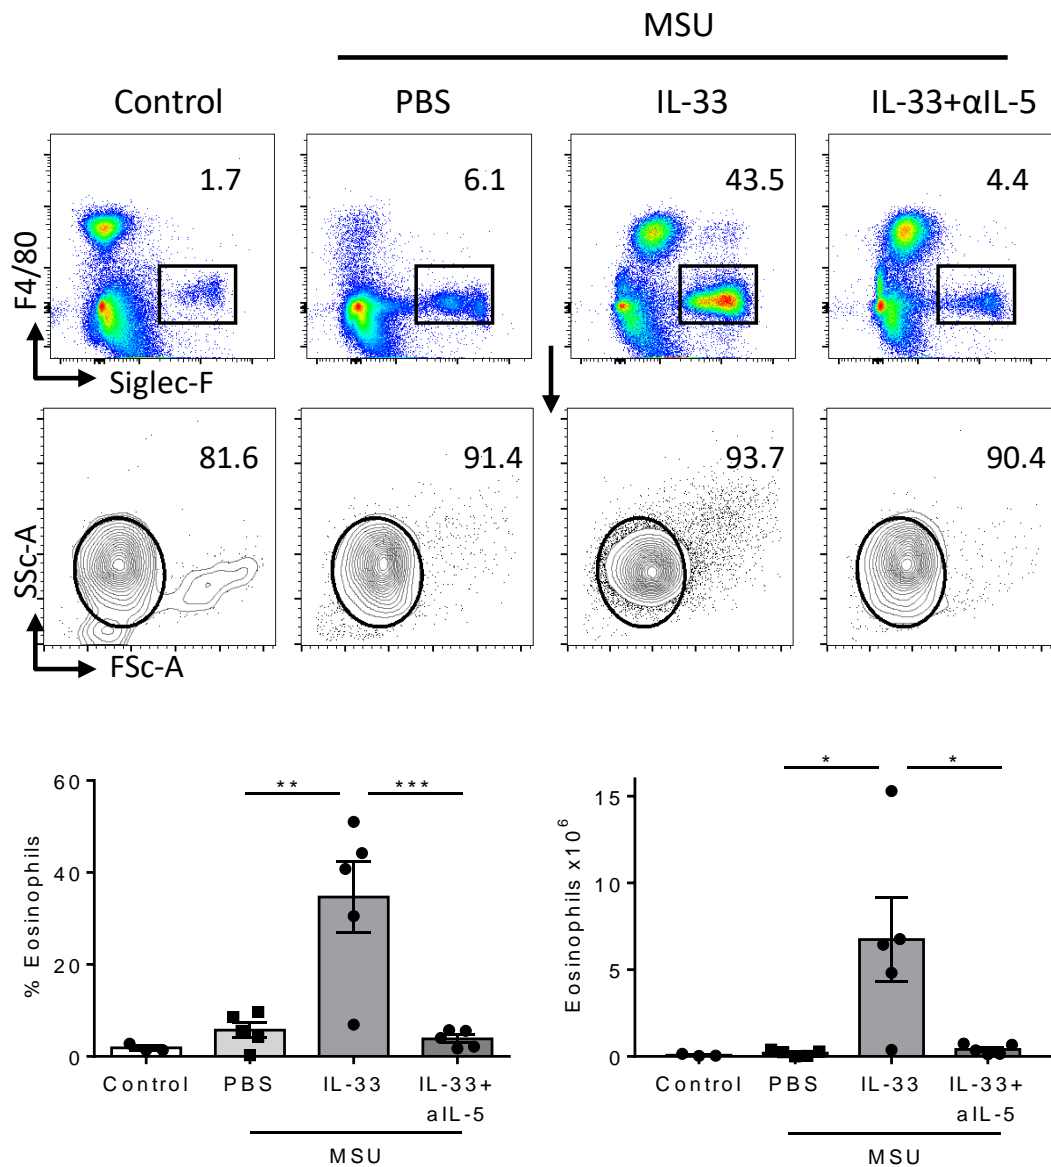 MSU
Control PBS IL-33 IL-33+αIL-5
1.7 6.1 43.5 4.4
F4/80
Siglec-F
81.6 91.4 93.7 90.4
SSc-A
FSc-A
** ***
% Eosinophils
60
40
20
0
Control PBS IL-33 IL-33+
aIL-5
MSU
* *
Eosinophils x10⁶
15
10
5
0
Control PBS IL-33 IL-33+
aIL-5
MSU